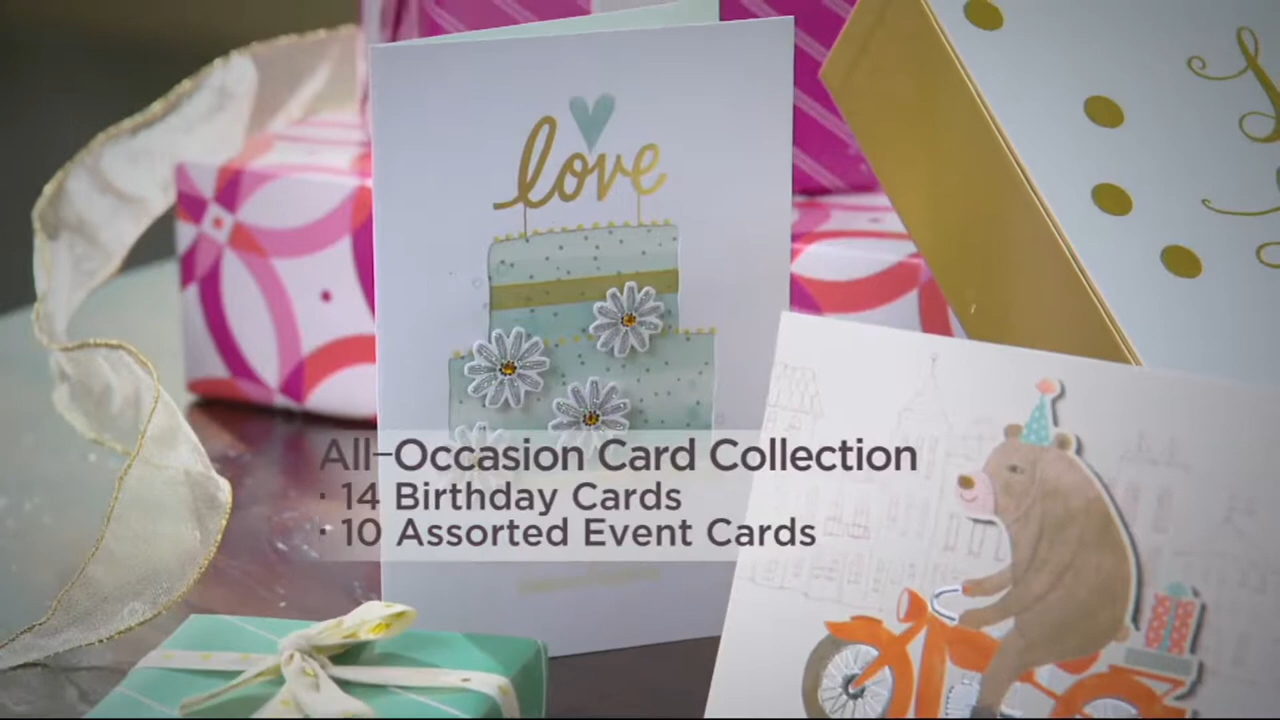 love
All-Occasion Card Collection
· 14 Birthday Cards
· 10 Assorted Event Cards